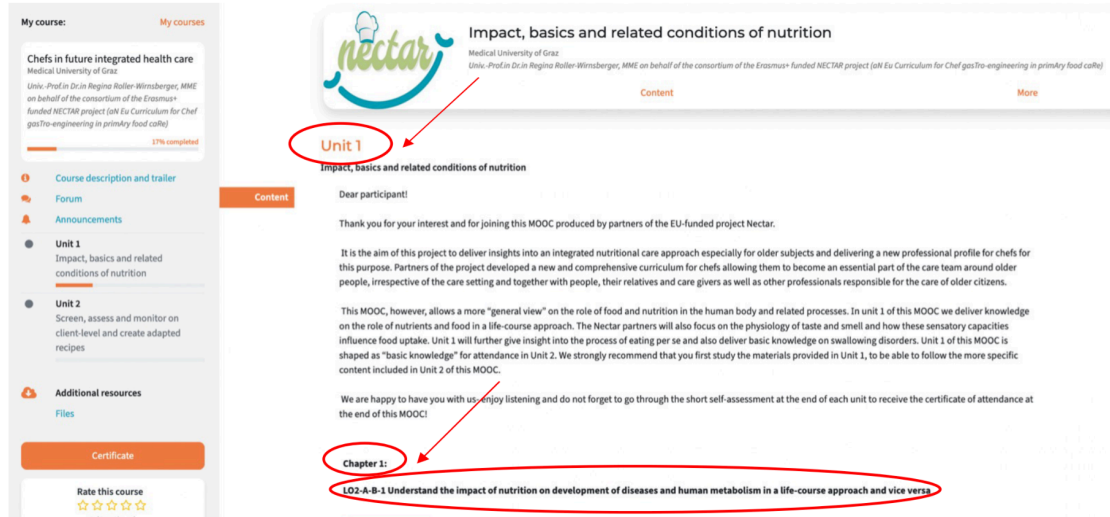 My course:
My courses
Chefs in future integrated health care
Medical University of Graz
Univ.-Prof.in Dr.in Regina Roller-Wirnsberger, MME
on behalf of the consortium of the Erasmus+
funded NECTAR project (aN Eu Curriculum for Chef
gasTro-engineering in primAry food caRe)
17% completed
Course description and trailer
Forum
Announcements
Unit 1
Impact, basics and related
conditions of nutrition
Unit 2
Screen, assess and monitor on
client-level and create adapted
recipes
Additional resources
Files
Certificate
Rate this course
Content
nectar
Impact, basics and related conditions of nutrition
Medical University of Graz
Univ.-Prof.in Dr.in Regina Roller-Wirnsberger, MME on behalf of the consortium of the Erasmus+ funded NECTAR project (aN Eu Curriculum for Chef gasTro-engineering in primAry food caRe)
Content
More
Unit 1
Impact, basics and related conditions of nutrition
Dear participant!
Thank you for your interest and for joining this MOOC produced by partners of the EU-funded project Nectar.
It is the aim of this project to deliver insights into an integrated nutritional care approach especially for older subjects and delivering a new professional profile for chefs for
this purpose. Partners of the project developed a new and comprehensive curriculum for chefs allowing them to become an essential part of the care team around older
people, irrespective of the care setting and together with people, their relatives and care givers as well as other professionals responsible for the care of older citizens.
This MOOC, however, allows a more "general view" on the role of food and nutrition in the human body and related processes. In unit 1 of this MOOC we deliver knowledge
on the role of nutrients and food in a life-course approach. The Nectar partners will also focus on the physiology of taste and smell and how these sensatory capacities
influence food uptake. Unit 1 will further give insight into the process of eating per se and also deliver basic knowledge on swallowing disorders. Unit 1 of this MOOC is
shaped as "basic knowledge" for attendance in Unit 2. We strongly recommend that you first study the materials provided in Unit 1, to be able to follow the more specific
content included in Unit 2 of this MOOC.
We are happy to have you with us- enjoy listening and do not forget to go through the short self-assessment at the end of each unit to receive the certificate of attendance at
the end of this MOOC!
Chapter 1:
LO2-A-B-1 Understand the impact of nutrition on development of diseases and human metabolism in a life-course approach and vice versa